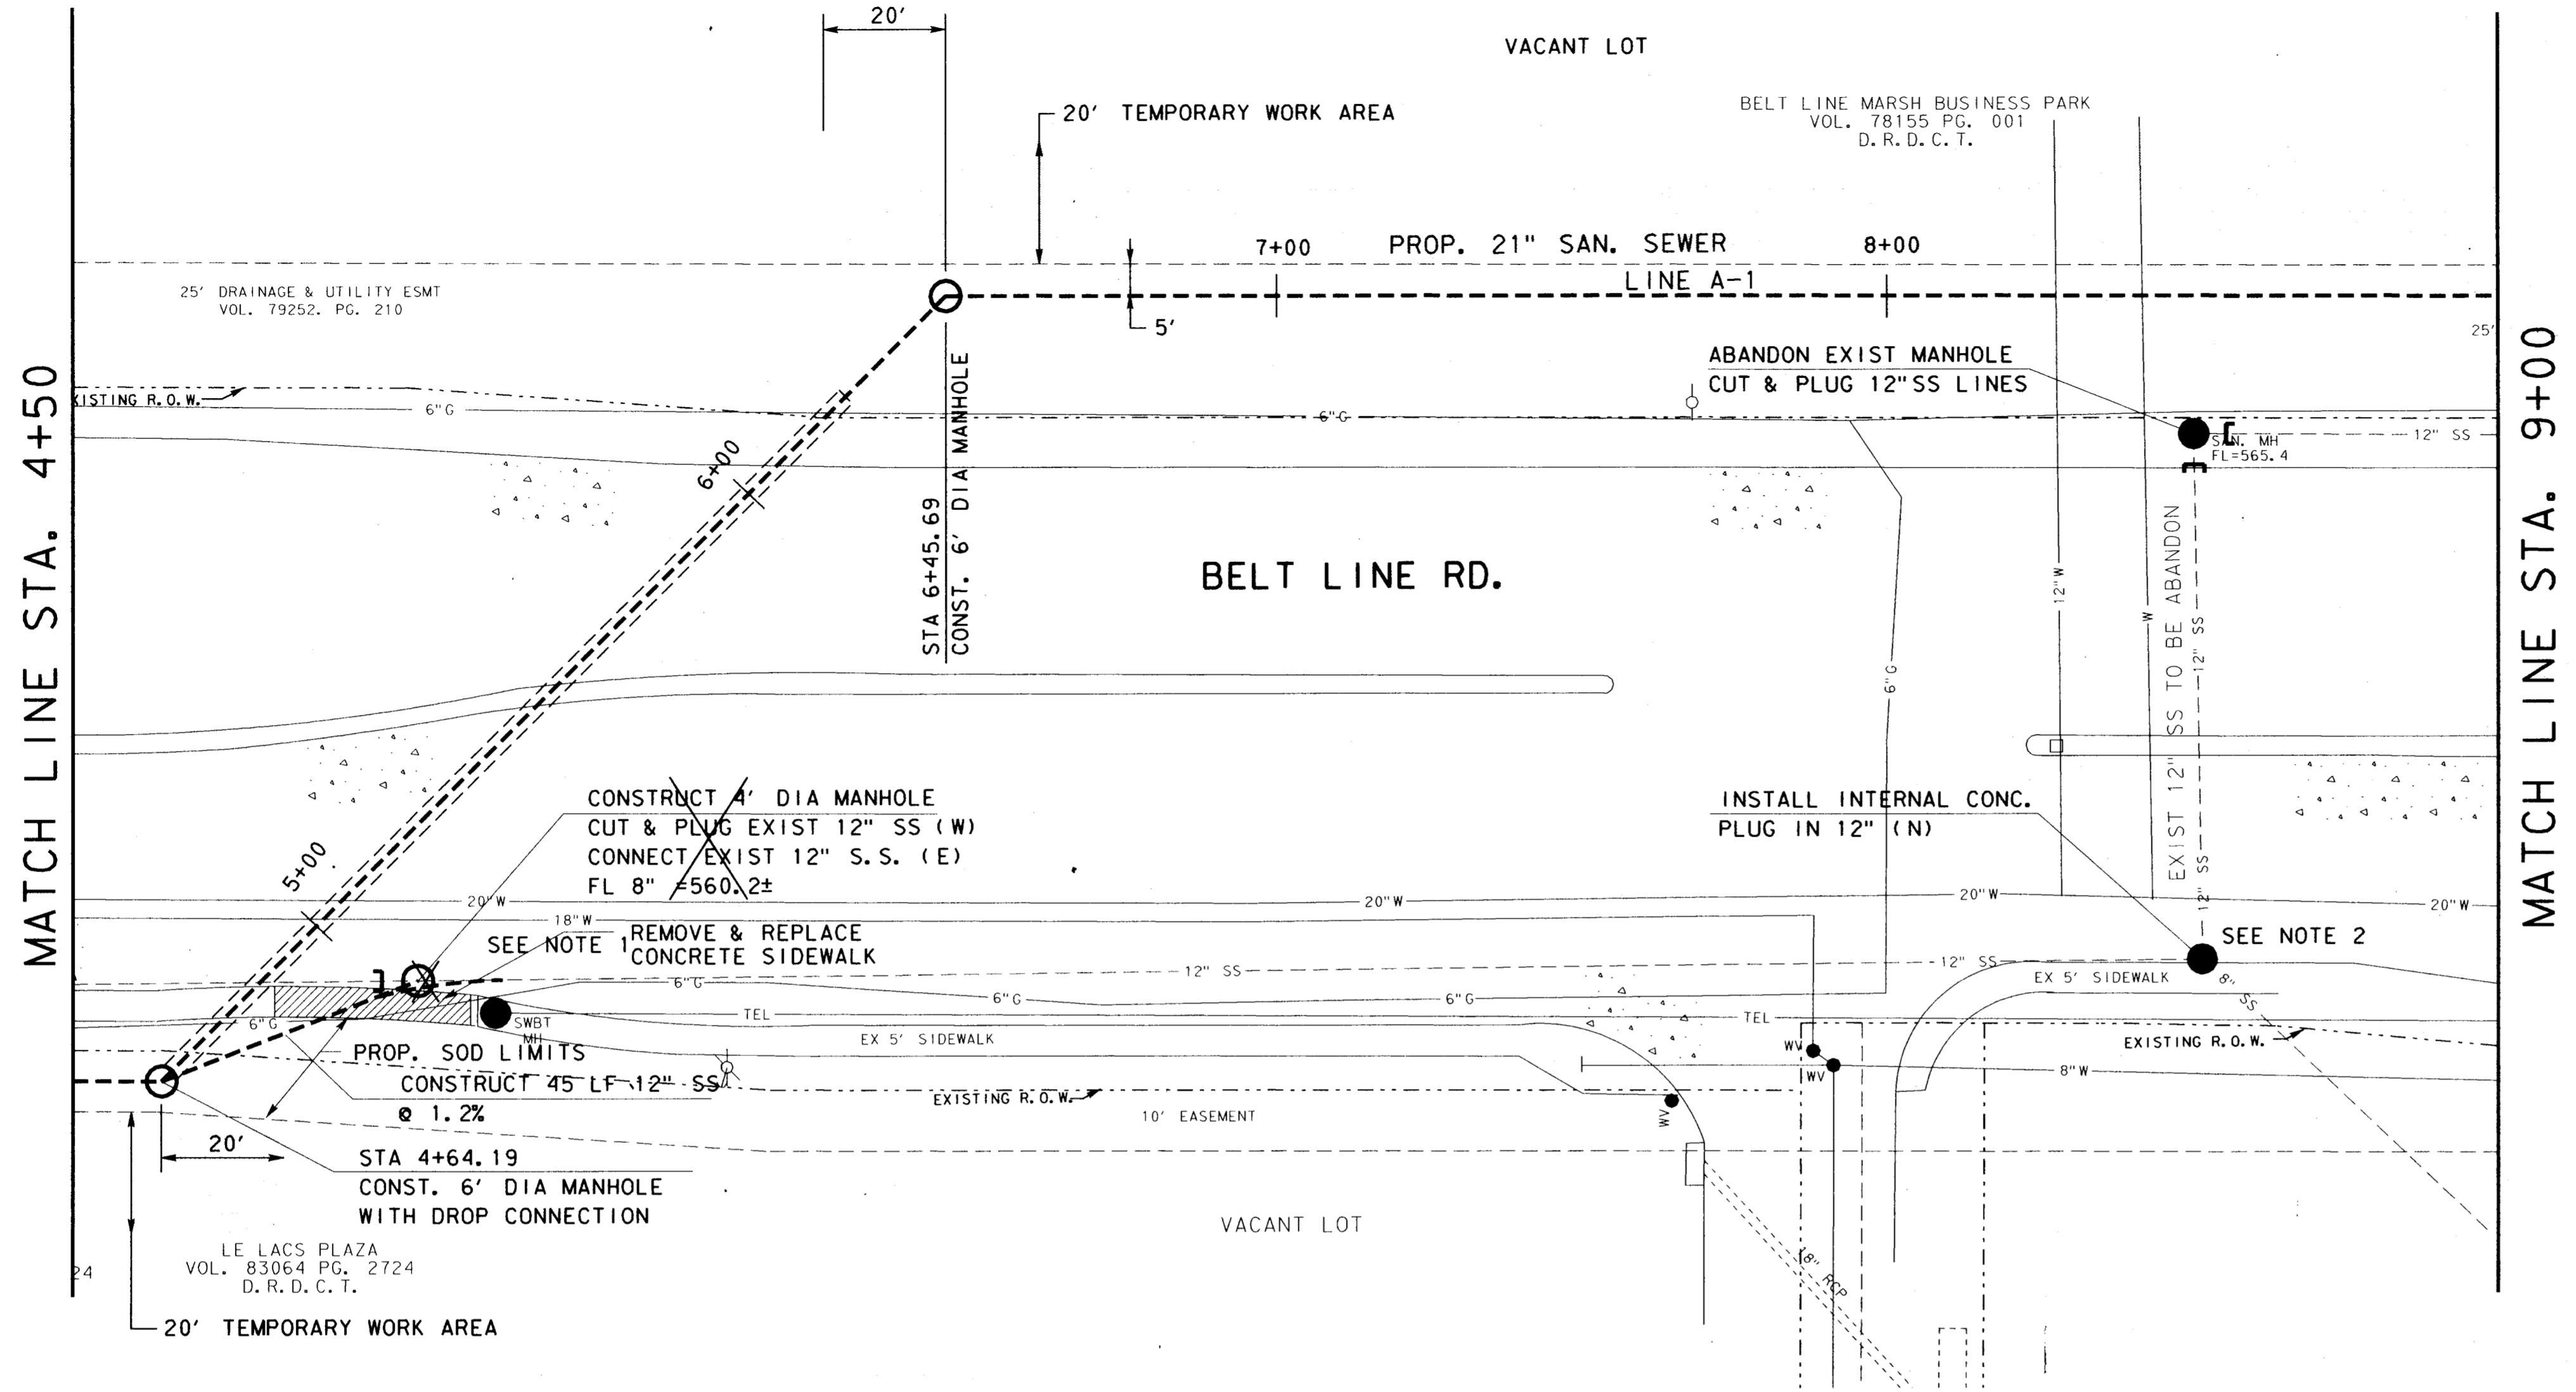 20'
VACANT LOT
20' TEMPORARY WORK AREA
BELT LINE MARSH BUSINESS PARK
VOL. 78155 PG. 001
D.R.D.C.T.
7+00
PROP. 21" SAN. SEWER
8+00
LINE A-1
25' DRAINAGE & UTILITY ESMT
VOL. 79252. PG. 210
5'
25'
MATCH LINE STA. 4+50
MATCH LINE STA. 9+00
ABANDON EXIST MANHOLE
CUT & PLUG 12"SS LINES
XISTING R.O.W.
6"G
6"G
12" SS
SAN. MH
FL=565.4
6+00
STA 6+45.69
CONST. 6' DIA MANHOLE
BELT LINE RD.
12"W
W
EXIST 12" SS TO BE ABANDON
12" SS
12" SS
12" SS
6"G
CONSTRUCT 4' DIA MANHOLE
CUT & PLUG EXIST 12" SS (W)
CONNECT EXIST 12" S.S. (E)
FL 8" =560.2±
INSTALL INTERNAL CONC.
PLUG IN 12" (N)
5+00
20"W
20"W
20"W
20"W
18"W
SEE NOTE 1
REMOVE & REPLACE
CONCRETE SIDEWALK
SEE NOTE 2
12" SS
12" SS
EX 5' SIDEWALK
8" SS
6"G
6"G
6"G
6"G
TEL
TEL
SWBT
MH
EX 5' SIDEWALK
PROP. SOD LIMITS
WV
WV
WV
EXISTING R.O.W.
8"W
CONSTRUCT 45 LF 12" SS
@ 1.2%
EXISTING R.O.W.
10' EASEMENT
20'
STA 4+64.19
CONST. 6' DIA MANHOLE
WITH DROP CONNECTION
VACANT LOT
LE LACS PLAZA
VOL. 83064 PG. 2724
D.R.D.C.T.
24
18" RCP
20' TEMPORARY WORK AREA